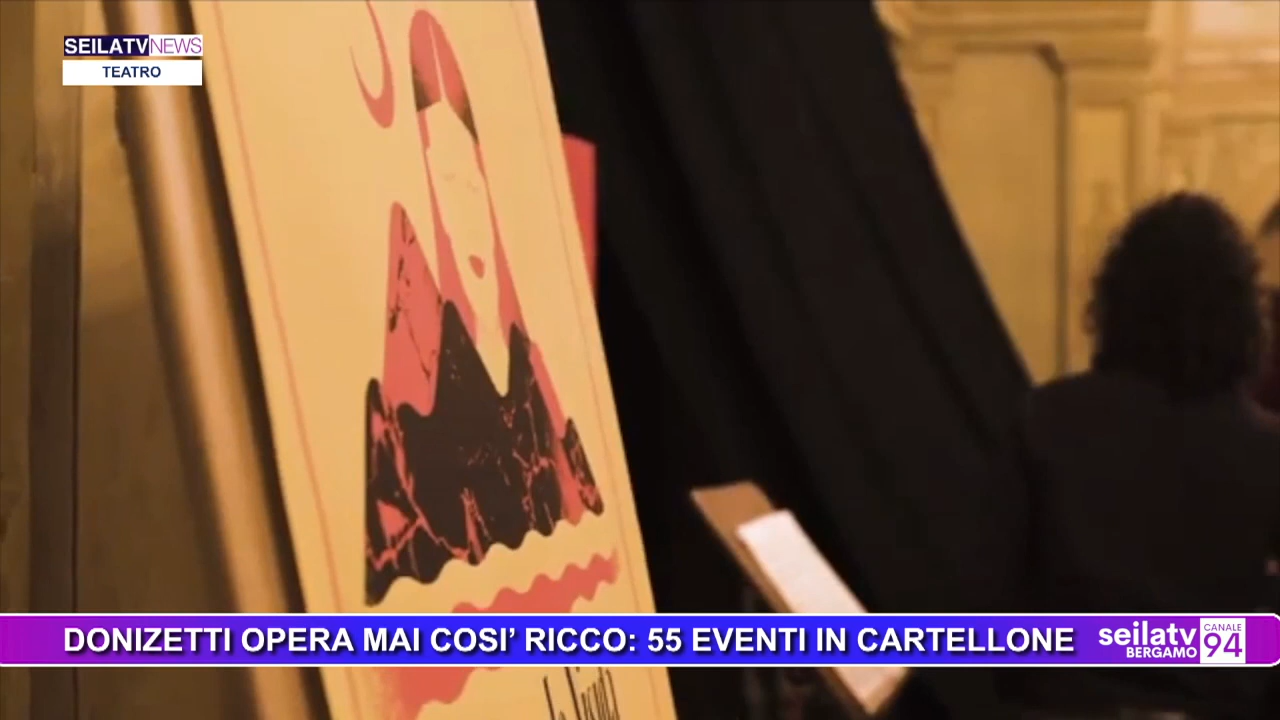 SEILATVNEWS
TEATRO
DONIZETTI OPERA MAI COSI’ RICCO: 55 EVENTI IN CARTELLONE
seilatv
BERGAMO
CANALE
94